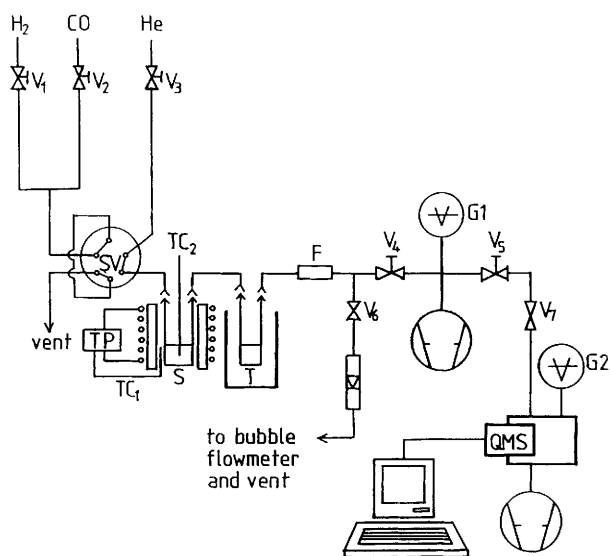 H₂ CO He
V₁ V₂ V₃
SV
TC₂
vent
TP
TC₁
S
T
F
V₄
G1
V₅
V₆
V₇
G2
QMS
to bubble
flowmeter
and vent